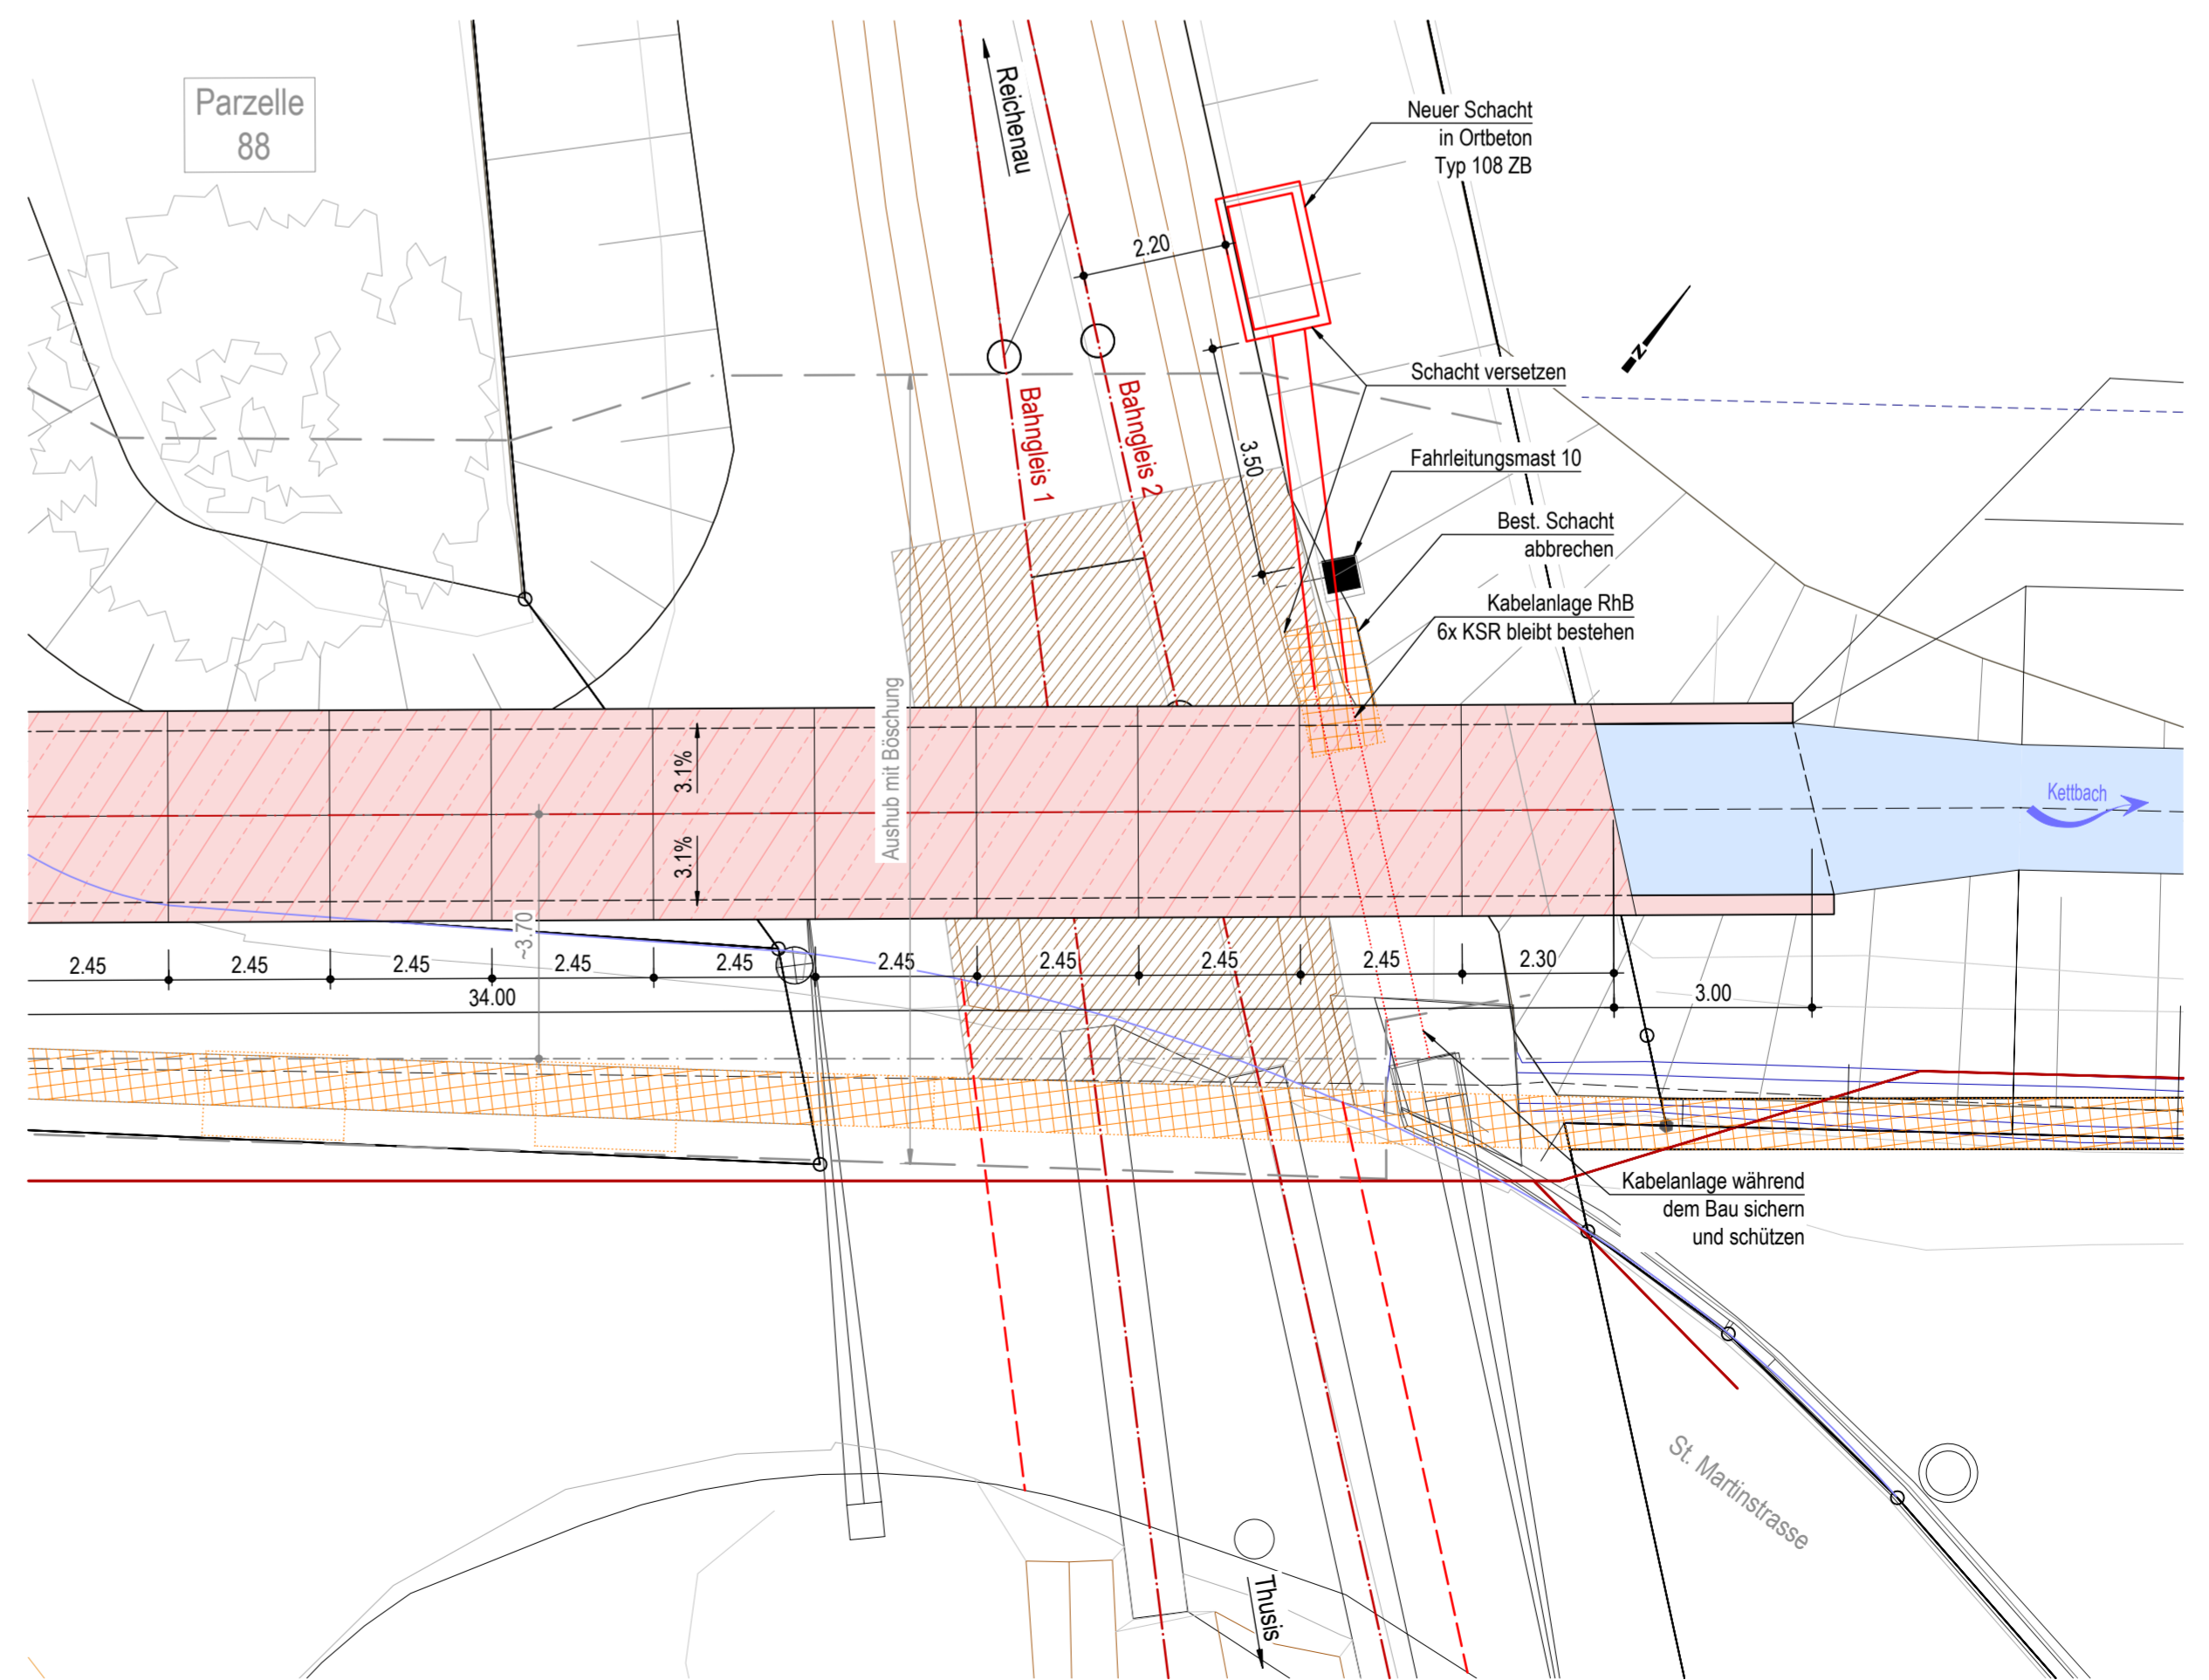 Parzelle
88
Reichenau
Neuer Schacht
in Ortbeton
Typ 108 ZB
2.20
N
Schacht versetzen
Bahngleis 1
Bahngleis 2
3.50
Fahrleitungsmast 10
Best. Schacht
abbrechen
Kabelanlage RhB
6x KSR bleibt bestehen
Aushub mit Böschung
3.1%
3.1%
Kettbach
~3.70
2.45
2.45
2.45
2.45
2.45
2.45
2.45
2.45
2.45
2.30
34.00
3.00
Kabelanlage während
dem Bau sichern
und schützen
St. Martinstrasse
Thusis